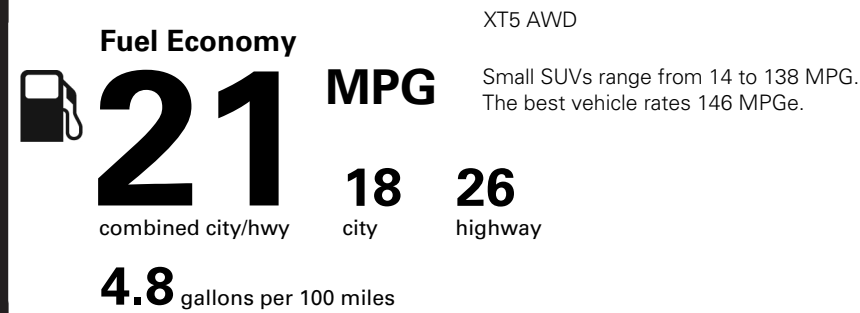 Fuel Economy
21 MPG
combined city/hwy
18
city
26
highway
4.8 gallons per 100 miles
XT5 AWD
Small SUVs range from 14 to 138 MPG.
The best vehicle rates 146 MPGe.